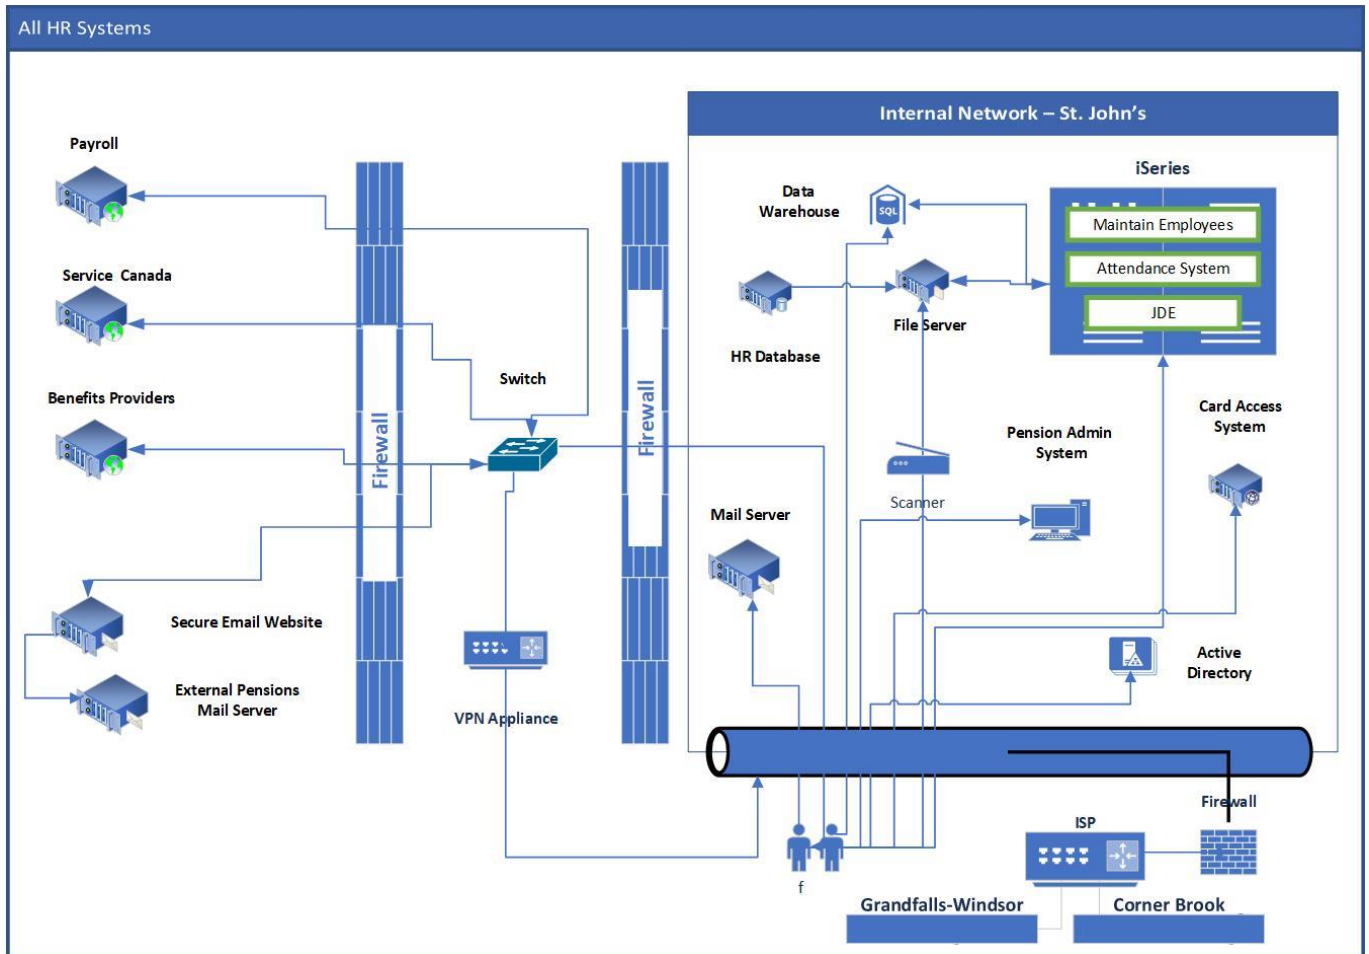 All HR Systems
Internal Network – St. John's
Payroll
iSeries
Data
Warehouse
SQL
Maintain Employees
Service Canada
Attendance System
JDE
File Server
HR Database
Switch
Benefits Providers
Firewall
Firewall
Card Access
System
Pension Admin
System
Scanner
Mail Server
Secure Email Website
Active
Directory
External Pensions
Mail Server
VPN Appliance
Firewall
ISP
f
Grandfalls-Windsor
Corner Brook